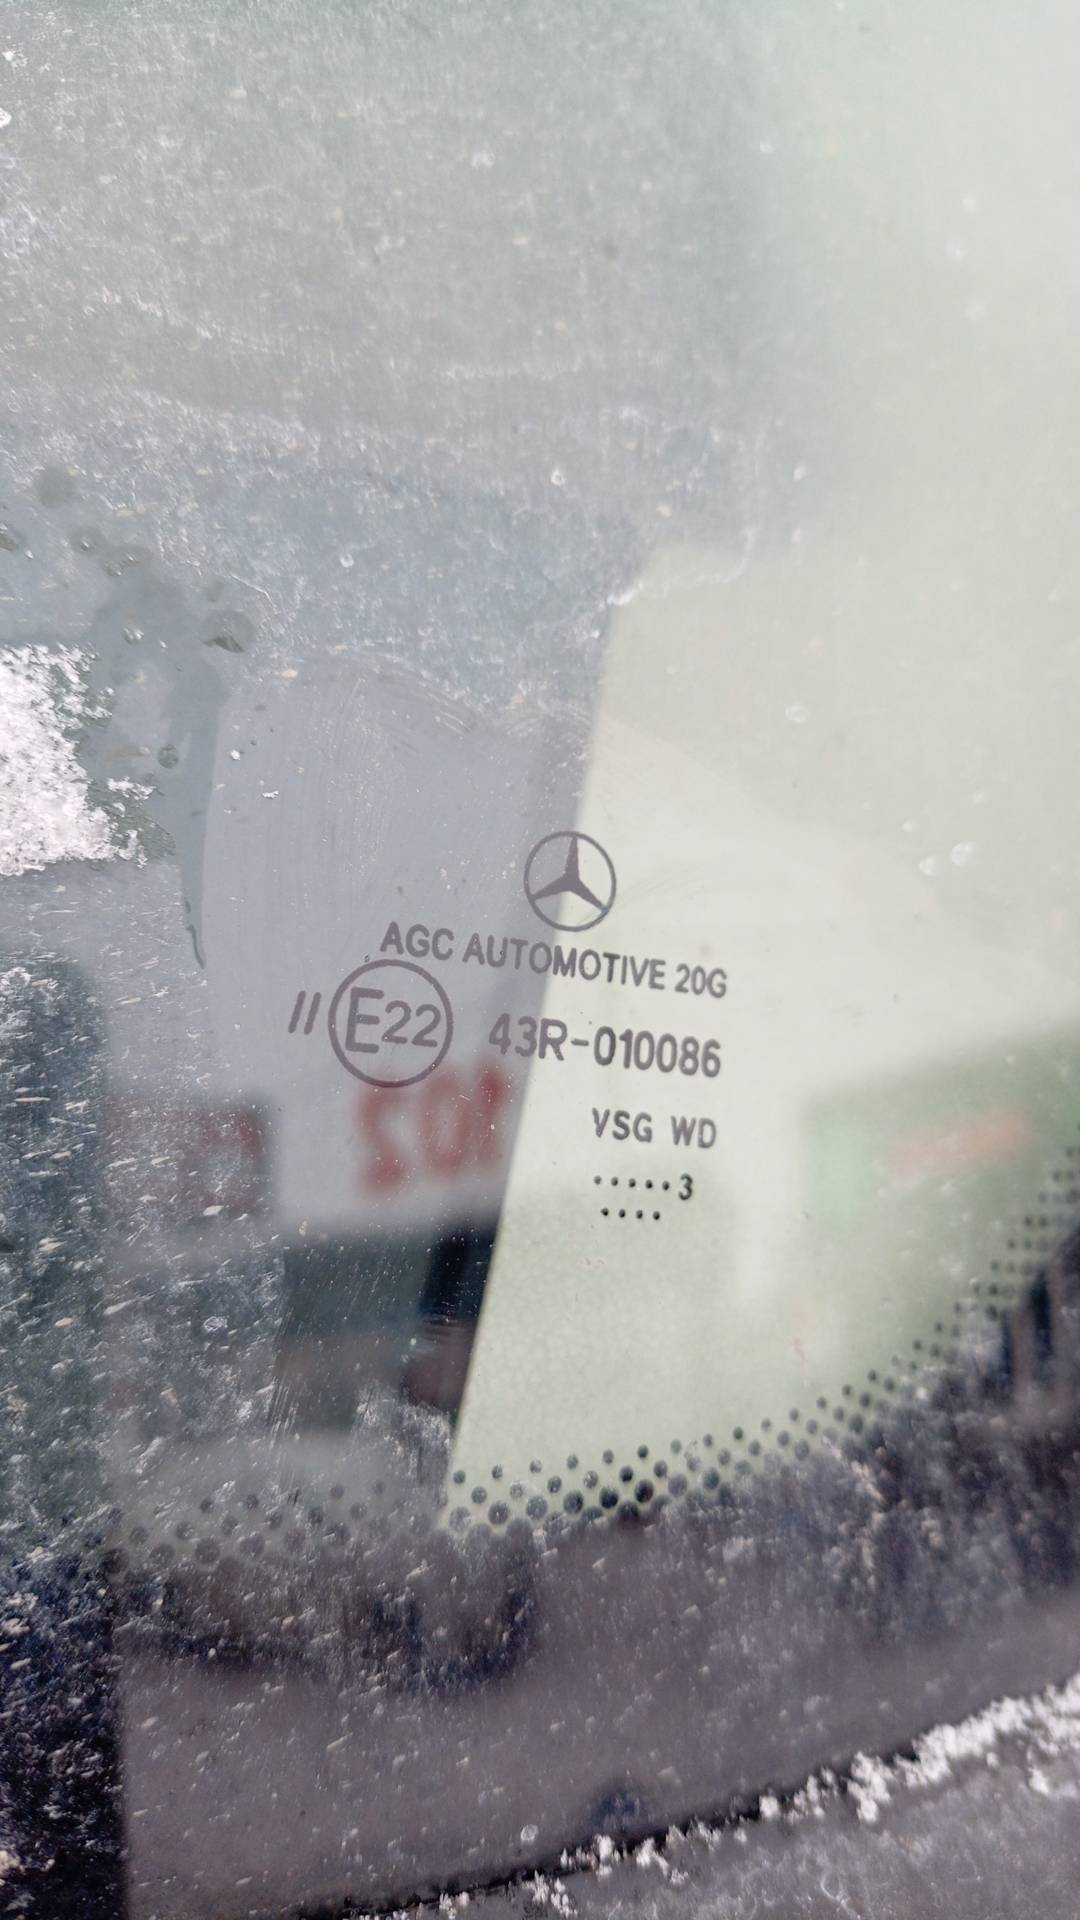 AGC AUTOMOTIVE 20G
// E22 43R-010086
VSG WD
.....3
....